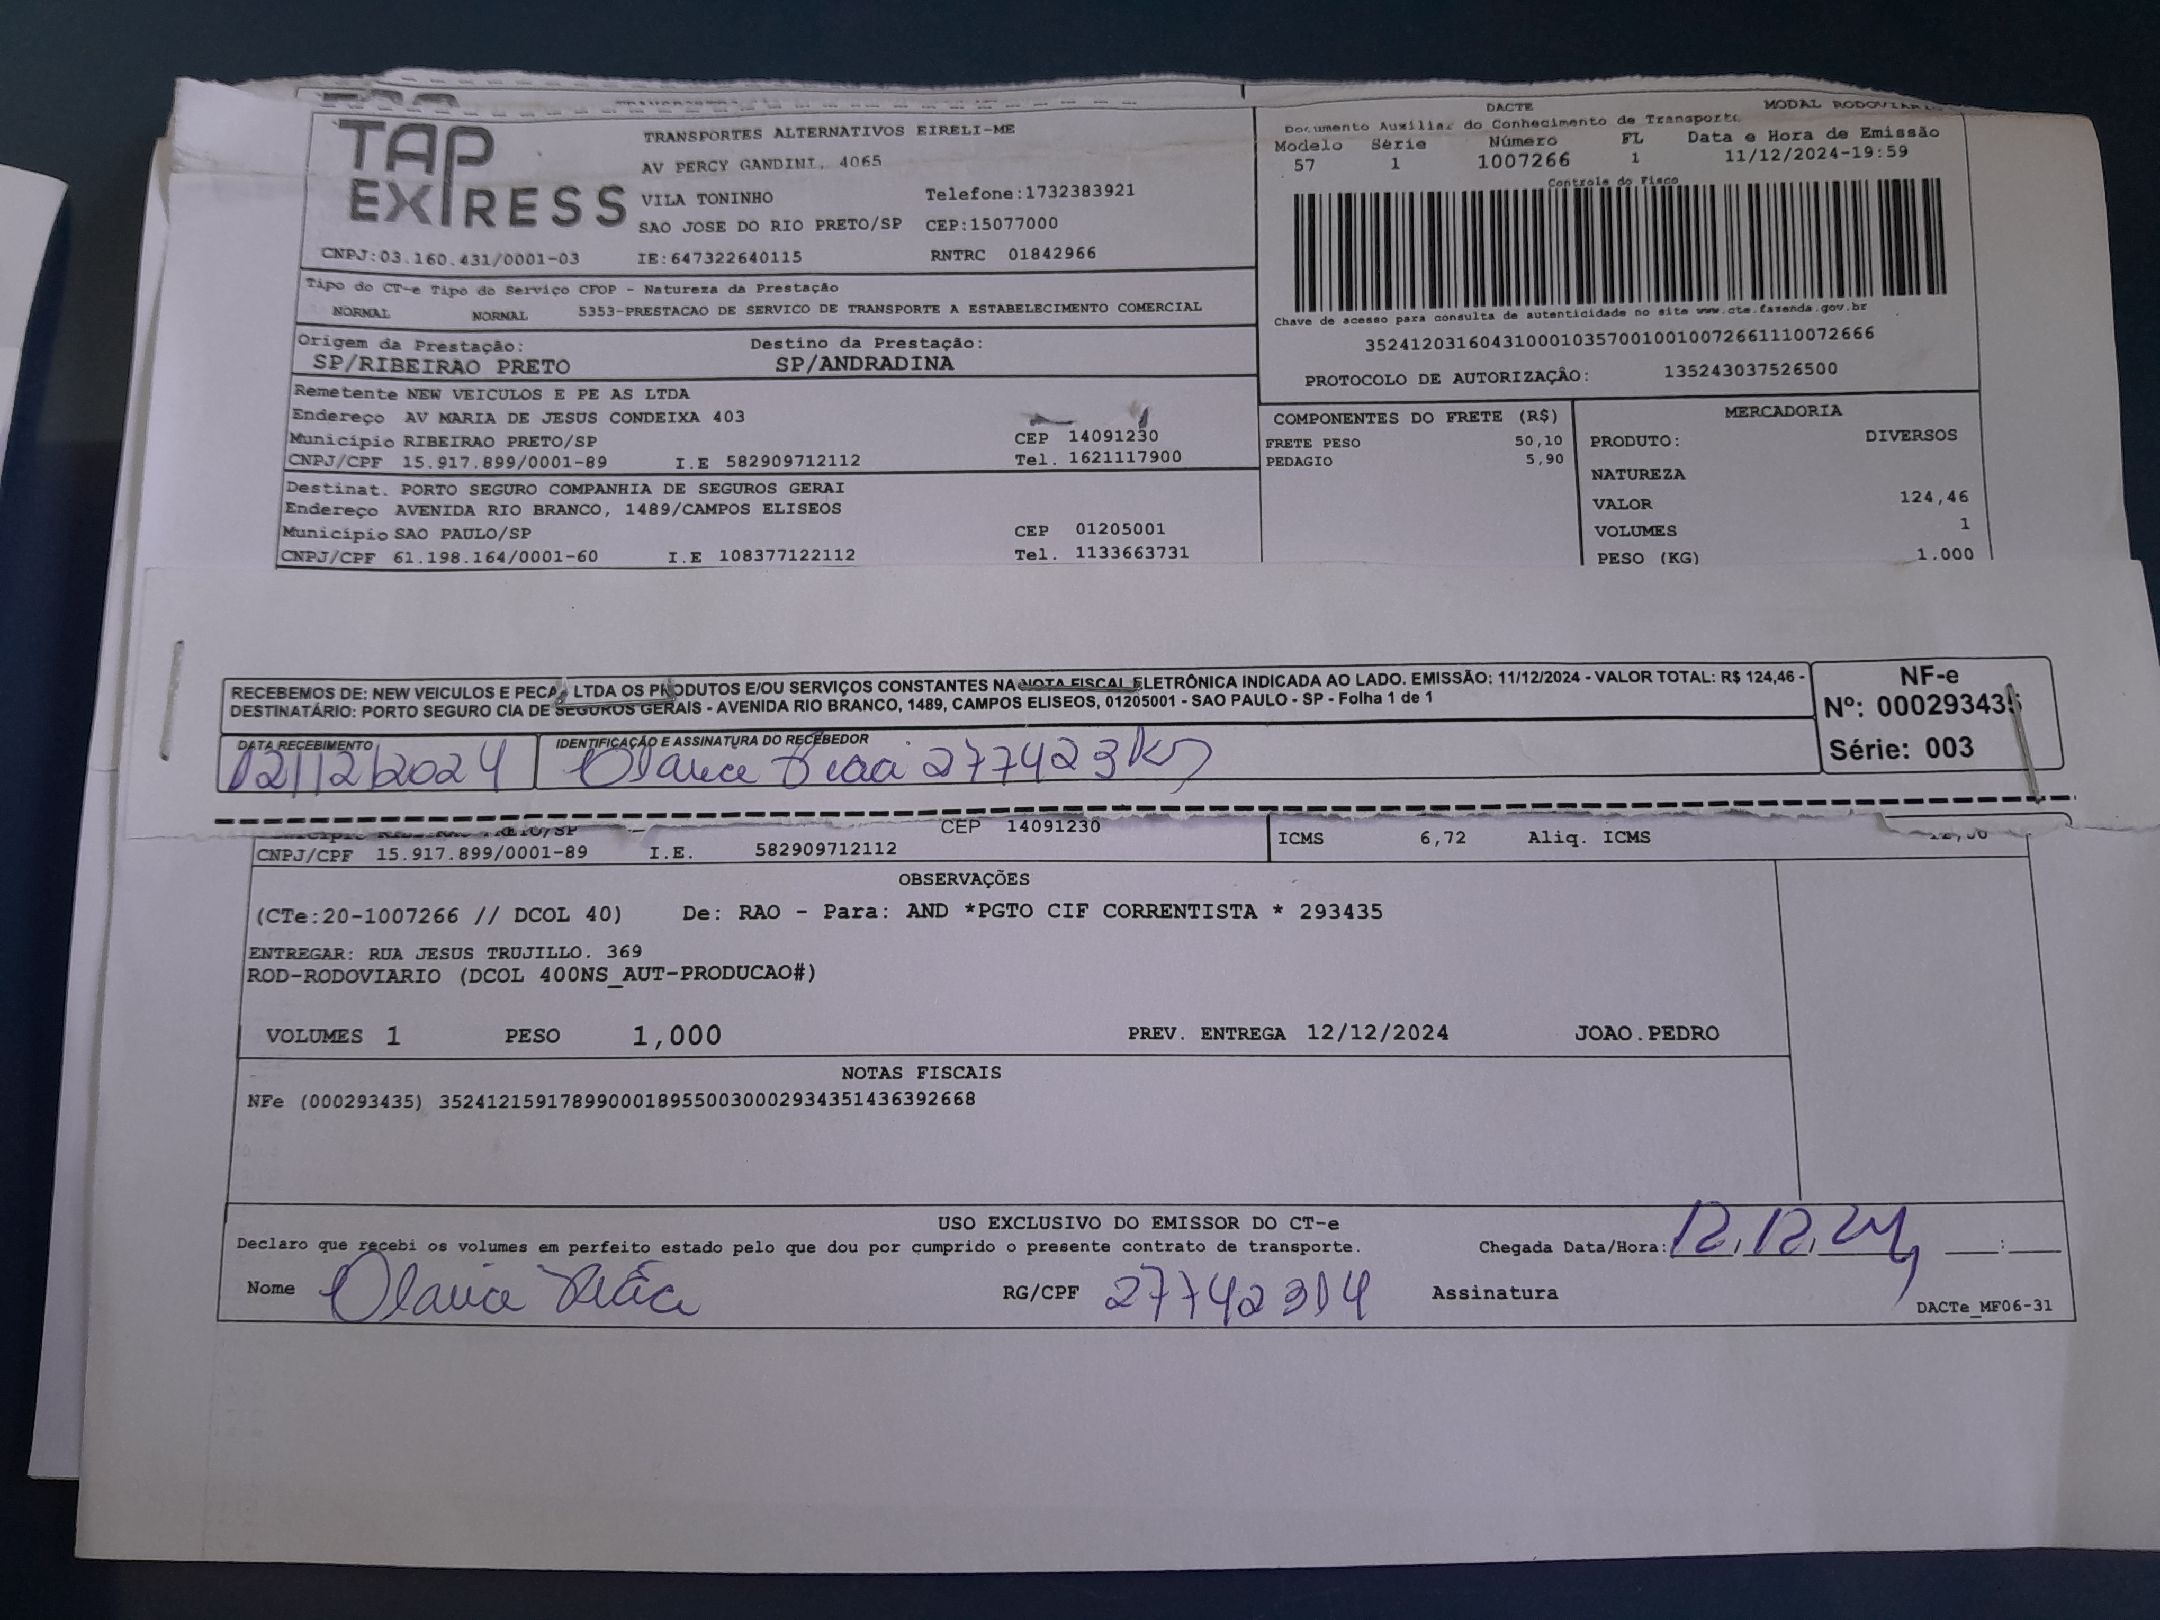 TAP EXPRESS
TRANSPORTES ALTERNATIVOS EIRELI-ME
AV PERCY GANDINI, 4065
VILA TONINHO Telefone:1732383921
SAO JOSE DO RIO PRETO/SP CEP:15077000
CNPJ:03.160.431/0001-03 IE:647322640115 RNTRC 01842966
DACTE MODAL RODOVIARIO
Documento Auxiliar do Conhecimento de Transporte
Modelo Série Número FL Data e Hora de Emissão
57 1 1007266 1 11/12/2024-19:59
Controle do Fisco
Chave de acesso para consulta de autenticidade no site www.cte.fazenda.gov.br
35241203160431000103570010010072661110072666
PROTOCOLO DE AUTORIZAÇÂO: 135243037526500
Tipo do CT-e Tipo do Serviço CFOP - Natureza da Prestação
NORMAL NORMAL 5353-PRESTACAO DE SERVICO DE TRANSPORTE A ESTABELECIMENTO COMERCIAL
Origem da Prestação: Destino da Prestação:
SP/RIBEIRAO PRETO SP/ANDRADINA
Remetente NEW VEICULOS E PE AS LTDA
Endereço AV MARIA DE JESUS CONDEIXA 403
Município RIBEIRAO PRETO/SP CEP 14091230
CNPJ/CPF 15.917.899/0001-89 I.E 582909712112 Tel. 1621117900
Destinat. PORTO SEGURO COMPANHIA DE SEGUROS GERAI
Endereço AVENIDA RIO BRANCO, 1489/CAMPOS ELISEOS
Município SAO PAULO/SP CEP 01205001
CNPJ/CPF 61.198.164/0001-60 I.E 108377122112 Tel. 1133663731
COMPONENTES DO FRETE (R$)
FRETE PESO 50,10
PEDAGIO 5,90
MERCADORIA
PRODUTO: DIVERSOS
NATUREZA
VALOR 124,46
VOLUMES 1
PESO (KG) 1.000
RECEBEMOS DE: NEW VEICULOS E PECAS LTDA OS PRODUTOS E/OU SERVIÇOS CONSTANTES NA NOTA FISCAL ELETRÔNICA INDICADA AO LADO. EMISSÃO: 11/12/2024 - VALOR TOTAL: R$ 124,46 -
DESTINATÁRIO: PORTO SEGURO CIA DE SEGUROS GERAIS - AVENIDA RIO BRANCO, 1489, CAMPOS ELISEOS, 01205001 - SAO PAULO - SP - Folha 1 de 1
NF-e
Nº: 000293435
Série: 003
DATA RECEBIMENTO IDENTIFICAÇÃO E ASSINATURA DO RECEBEDOR
12/12/2024
CEP 14091230
CNPJ/CPF 15.917.899/0001-89 I.E. 582909712112
ICMS 6,72 Aliq. ICMS
OBSERVAÇÕES
(CTe:20-1007266 // DCOL 40) De: RAO - Para: AND *PGTO CIF CORRENTISTA * 293435
ENTREGAR: RUA JESUS TRUJILLO. 369
ROD-RODOVIARIO (DCOL 400NS_AUT-PRODUCAO#)
VOLUMES 1 PESO 1,000 PREV. ENTREGA 12/12/2024 JOAO.PEDRO
NOTAS FISCAIS
NFe (000293435) 35241215917899000189550030002934351436392668
USO EXCLUSIVO DO EMISSOR DO CT-e
Declaro que recebi os volumes em perfeito estado pelo que dou por cumprido o presente contrato de transporte. Chegada Data/Hora: 12, 12, 24
Nome RG/CPF Assinatura
DACTe_MF06-31